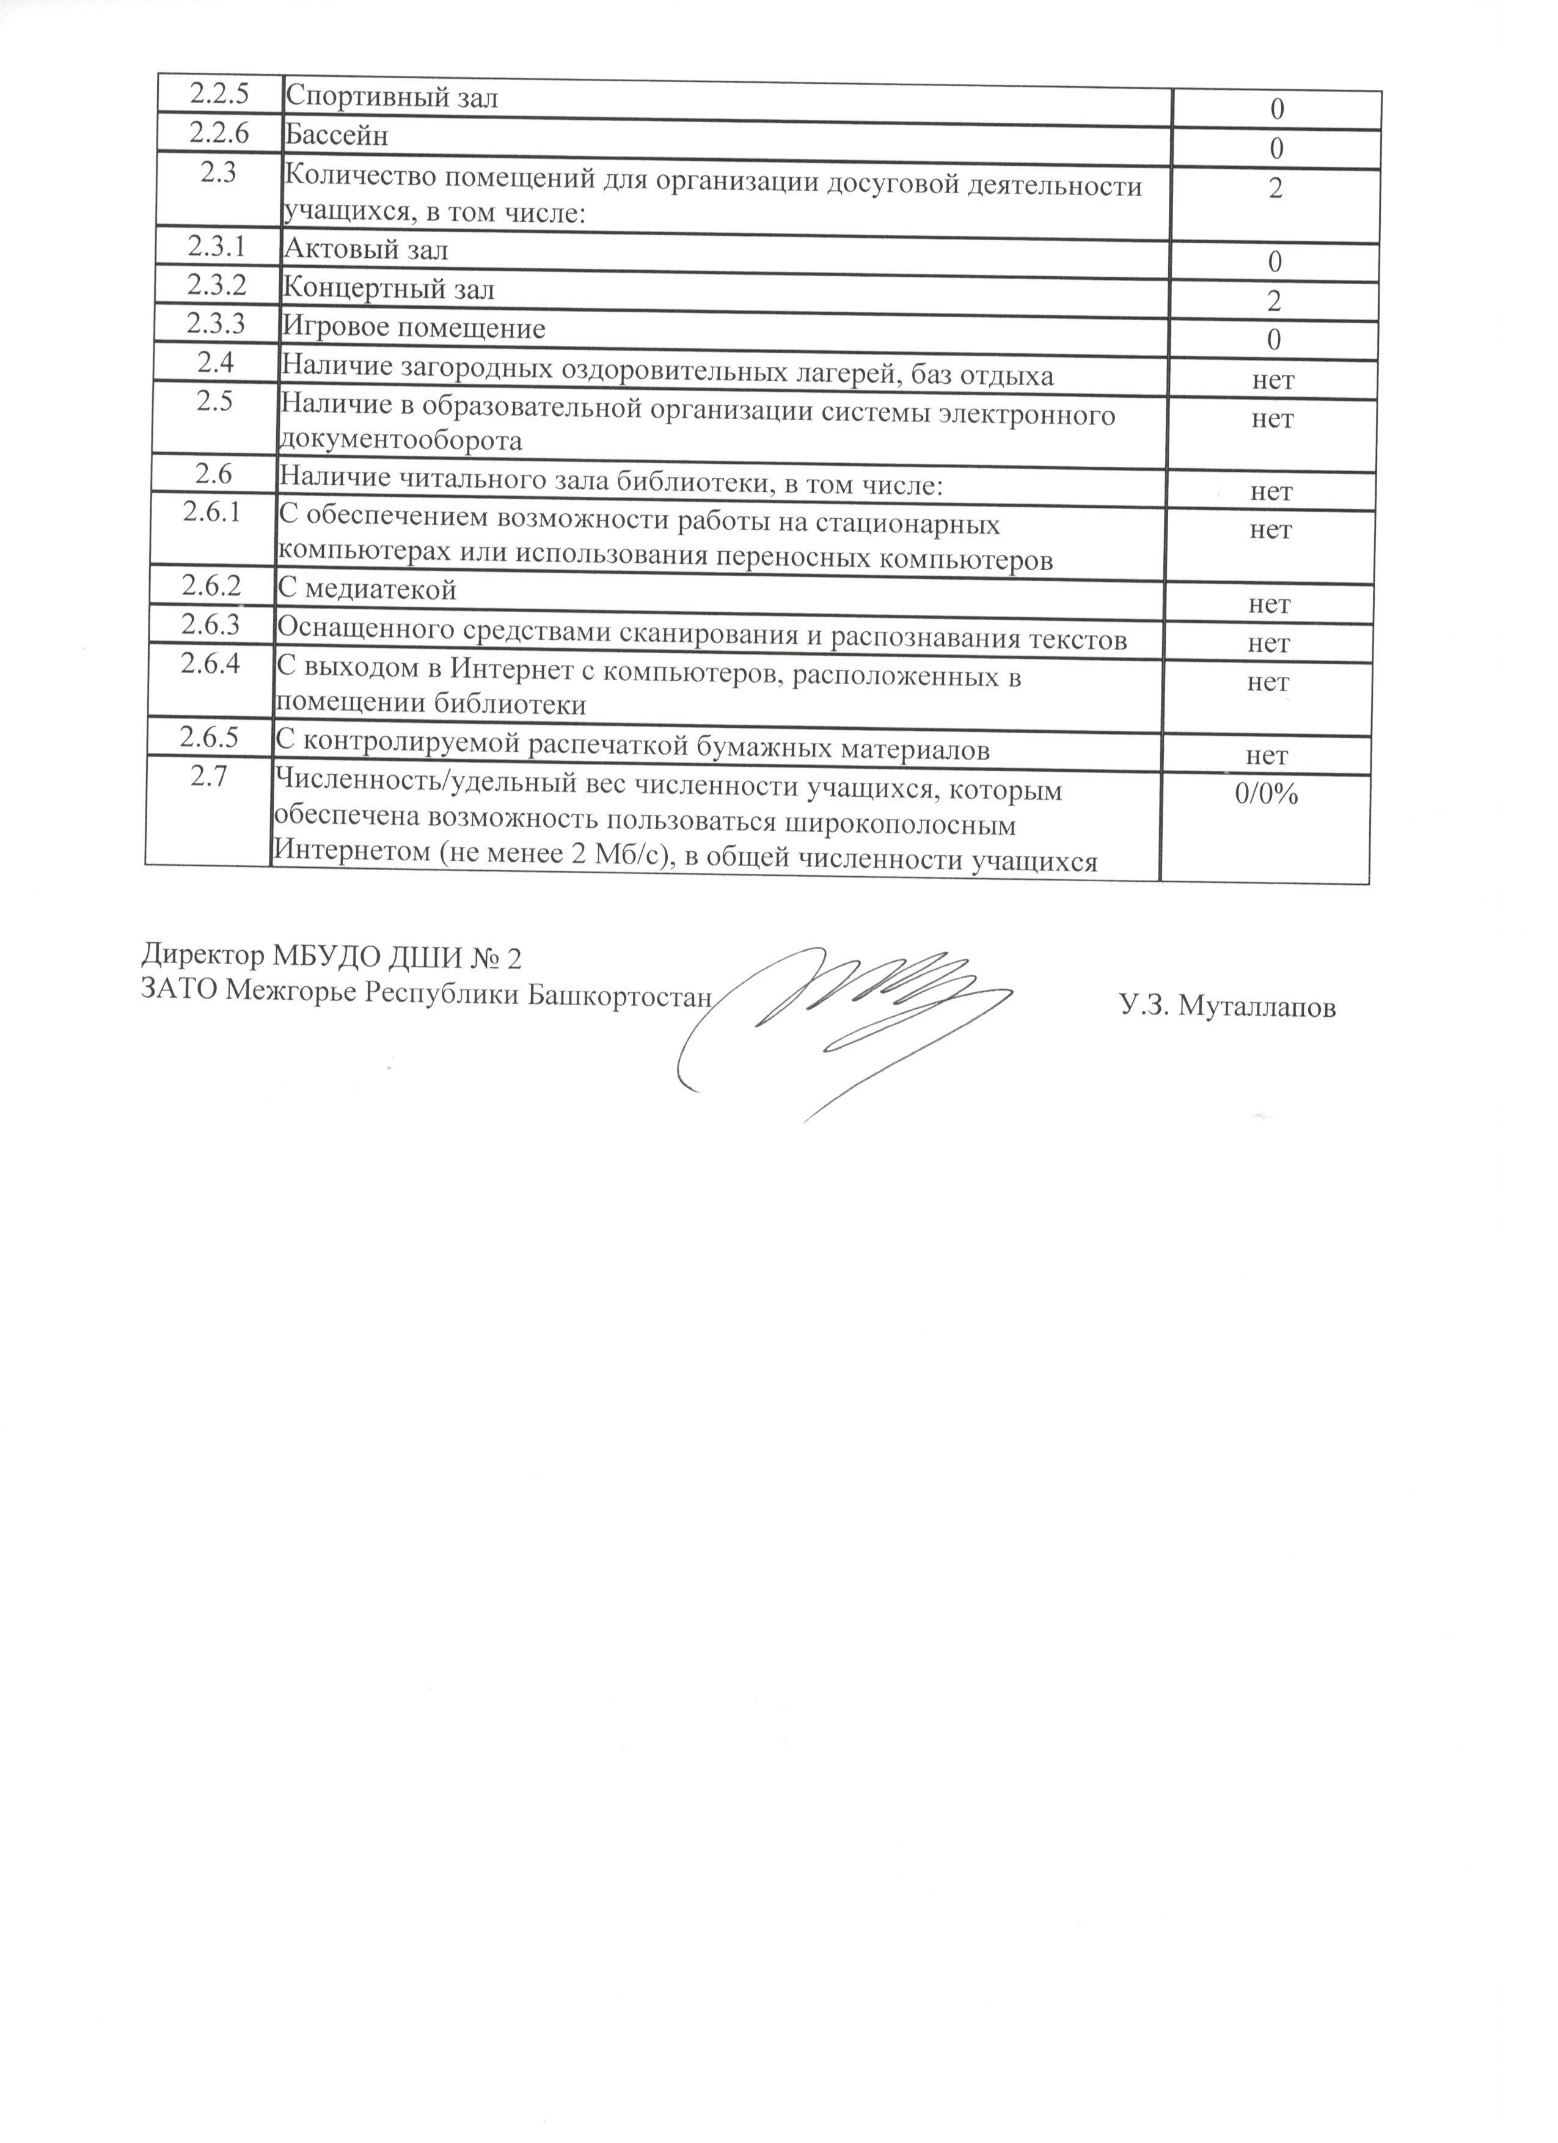 2.2.5 Спортивный зал 0
2.2.6 Бассейн 0
2.3 Количество помещений для организации досуговой деятельности 2
учащихся, в том числе:
2.3.1 Актовый зал 0
2.3.2 Концертный зал 2
2.3.3 Игровое помещение 0
2.4 Наличие загородных оздоровительных лагерей, баз отдыха нет
2.5 Наличие в образовательной организации системы электронного нет
документооборота
2.6 Наличие читального зала библиотеки, в том числе: нет
2.6.1 С обеспечением возможности работы на стационарных нет
компьютерах или использования переносных компьютеров
2.6.2 С медиатекой нет
2.6.3 Оснащенного средствами сканирования и распознавания текстов нет
2.6.4 С выходом в Интернет с компьютеров, расположенных в нет
помещении библиотеки
2.6.5 С контролируемой распечаткой бумажных материалов нет
2.7 Численность/удельный вес численности учащихся, которым 0/0%
обеспечена возможность пользоваться широкополосным
Интернетом (не менее 2 Мб/с), в общей численности учащихся
Директор МБУДО ДШИ № 2
ЗАТО Межгорье Республики Башкортостан У.З. Муталлапов